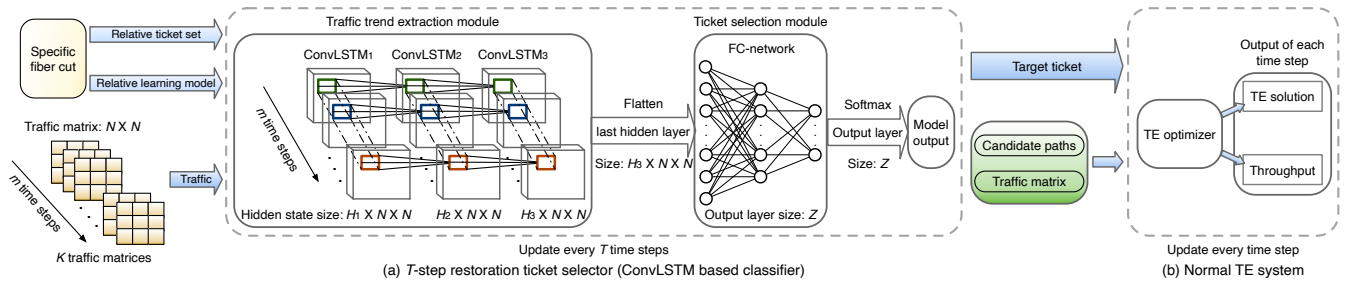 Specific
fiber cut
Relative ticket set
Relative learning model
Traffic matrix: N X N
m time steps
K traffic matrices
Traffic
Traffic trend extraction module
ConvLSTM1
ConvLSTM2
ConvLSTM3
m time steps
Hidden state size: H1 X N X N
H2 X N X N
H3 X N X N
Flatten
last hidden layer
Size: H3 X N X N
Ticket selection module
FC-network
Output layer size: Z
Softmax
Output layer
Size: Z
Model
output
Update every T time steps
(a) T-step restoration ticket selector (ConvLSTM based classifier)
Target ticket
Candidate paths
Traffic matrix
TE optimizer
Output of each
time step
TE solution
Throughput
Update every time step
(b) Normal TE system